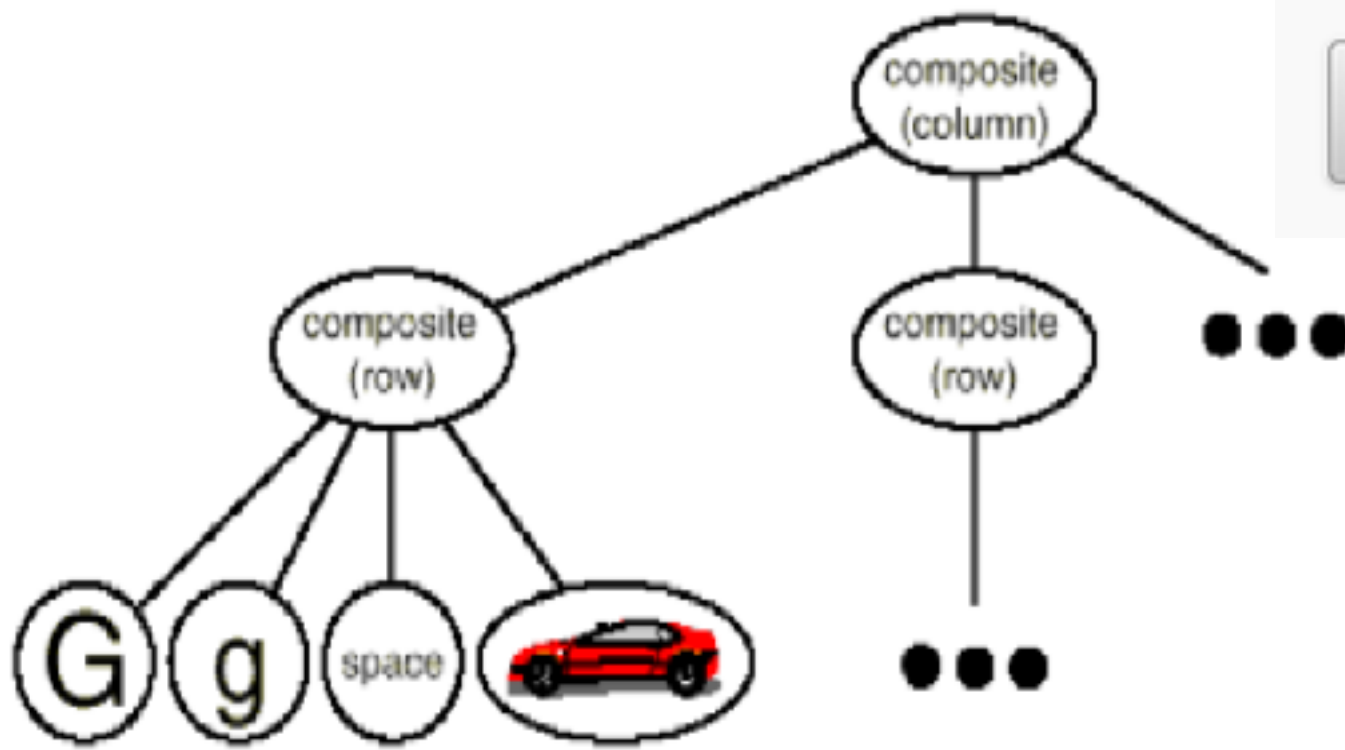 composite
(column)
composite
(row)
composite
(row)
G
g
space